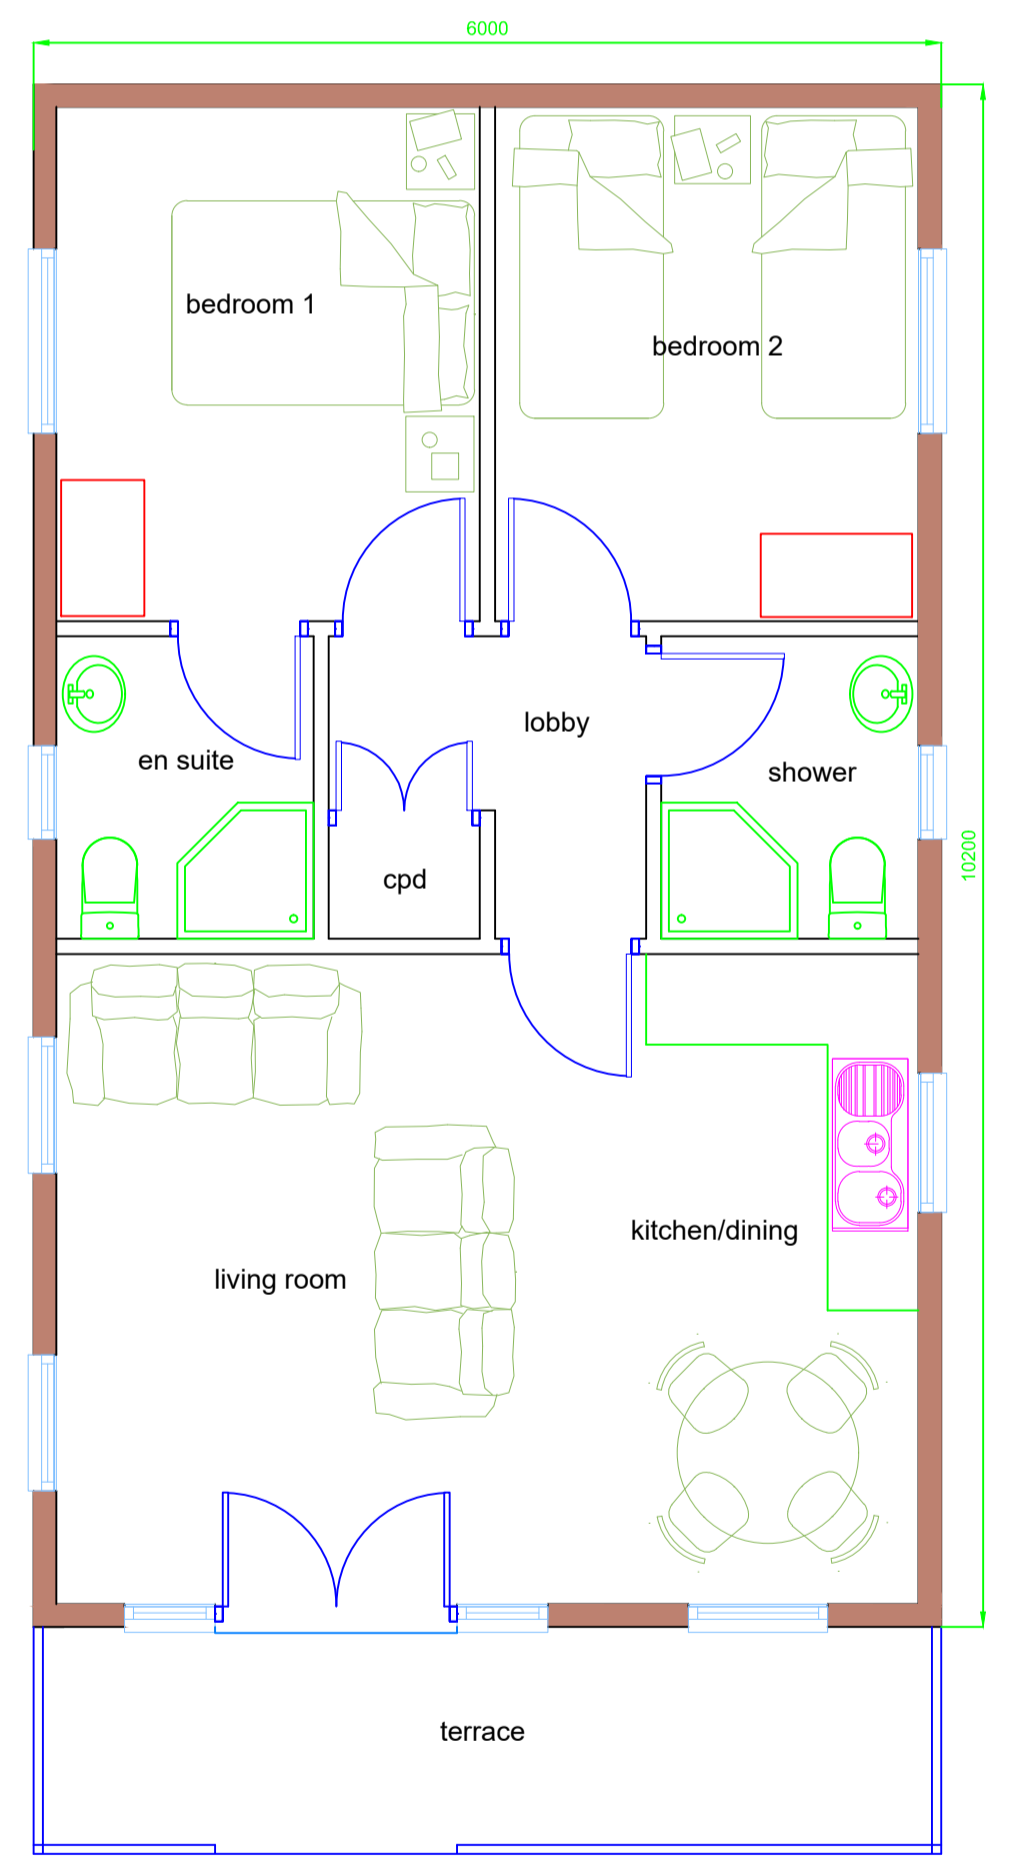 6000
bedroom 1
bedroom 2
lobby
en suite
shower
cpd
10200
kitchen/dining
living room
terrace